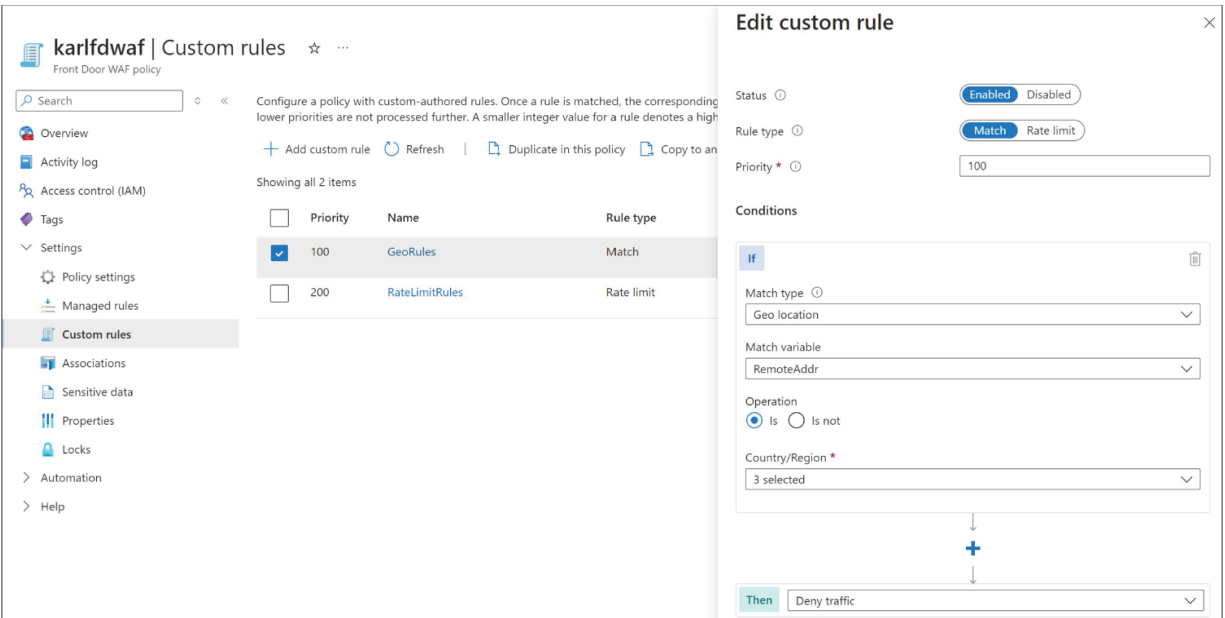 karlfdwaf | Custom rules
Front Door WAF policy
Search
Overview
Activity log
Access control (IAM)
Tags
Settings
Policy settings
Managed rules
Custom rules
Associations
Sensitive data
Properties
Locks
Automation
Help
Configure a policy with custom-authored rules. Once a rule is matched, the corresponding
lower priorities are not processed further. A smaller integer value for a rule denotes a high
Add custom rule Refresh | Duplicate in this policy Copy to an
Showing all 2 items
Priority Name Rule type
100 GeoRules Match
200 RateLimitRules Rate limit
Edit custom rule
Status Enabled Disabled
Rule type Match Rate limit
Priority * 100
Conditions
If
Match type
Geo location
Match variable
RemoteAddr
Operation
Is Is not
Country/Region *
3 selected
Then Deny traffic